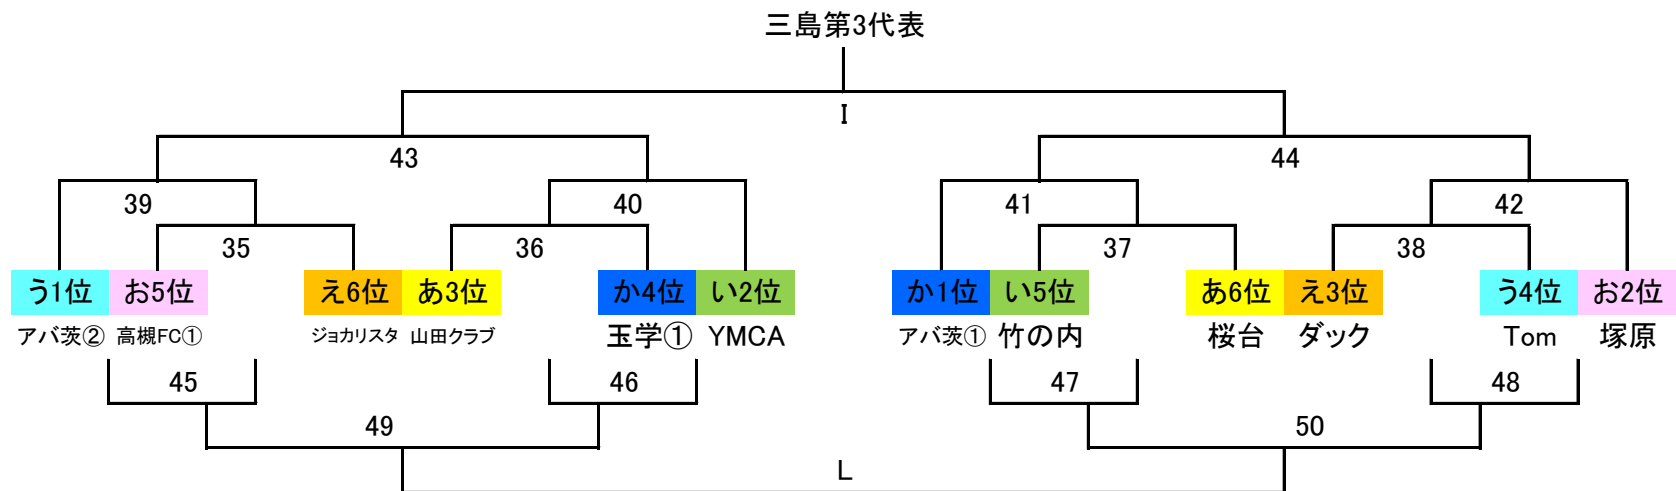 三島第3代表
I
43 44
39 40 41 42
35 36 37 38
う1位 お5位 え6位 あ3位 か4位 い2位 か1位 い5位 あ6位 え3位 う4位 お2位
アバ茨② 高槻FC① ジョカリスタ 山田クラブ 玉学① YMCA アバ茨① 竹の内 桜台 ダック Tom 塚原
45 46 47 48
49 50
L